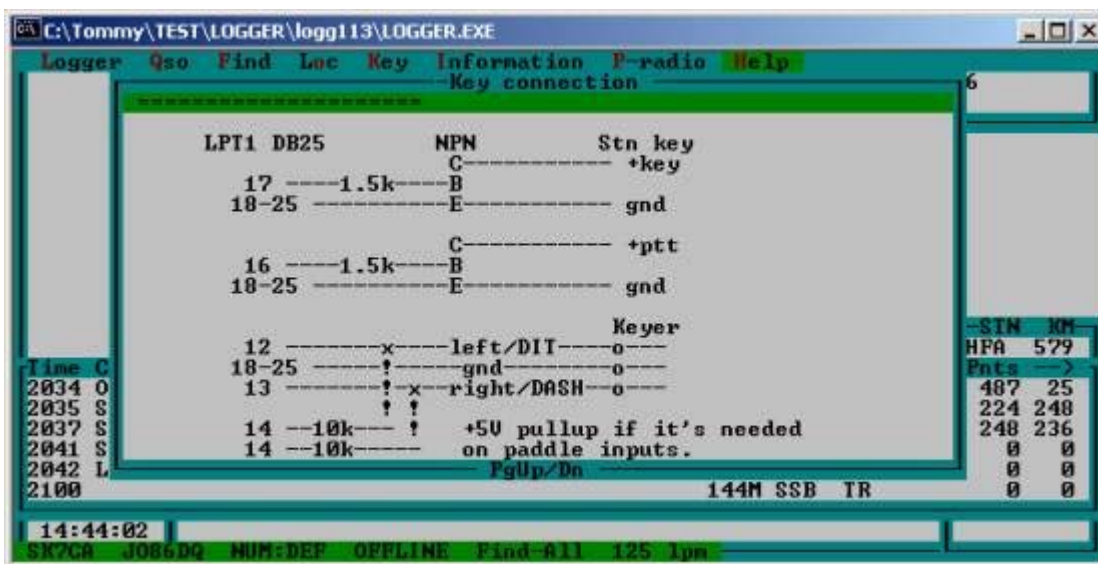 C:\Tommy\TEST\LOGGER\logg113\LOGGER.EXE
Logger Qso Find Loc Key Information P-radio Help
Key connection
6
=====================
LPT1 DB25 NPN Stn key
C----------- +key
17 ----1.5k----B
18-25 ----------E----------- gnd
C----------- +ptt
16 ----1.5k----B
18-25 ----------E----------- gnd
Keyer
12 -------x----left/DIT----o---
18-25 -----!-----gnd--------o---
13 --------!-x--right/DASH--o---
! !
14 --10k--- ! +5V pullup if it's needed
14 --10k----- on paddle inputs.
PgUp/Dn
-STN KM
HFA 579
Time C Pnts -->
2034 O 487 25
2035 S 224 248
2037 S 248 236
2041 S 0 0
2042 L 0 0
2100 144M SSB TR 0 0
14:44:02
SK7CA JO86DQ NUM:DEF OFFLINE Find-All 125 lpm